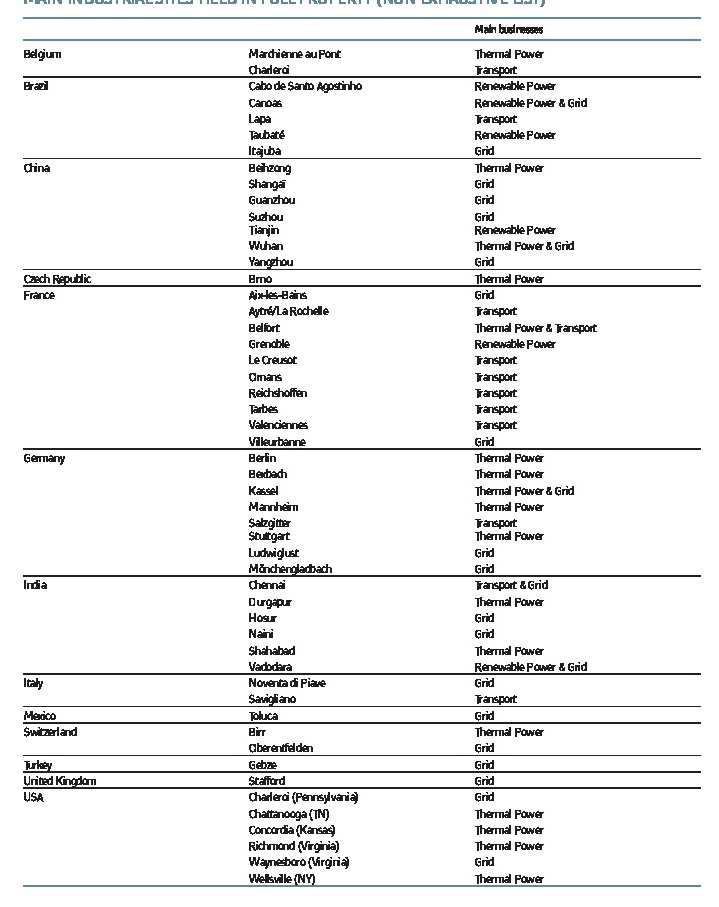 MAIN INDUSTRIAL SITES HELD IN FULL PROPERTY (NON EXHAUSTIVE LIST)
Main businesses
Belgium Marchienne au Pont Thermal Power
Charleroi Transport
Brazil Cabo de Santo Agostinho Renewable Power
Canoas Renewable Power & Grid
Lapa Transport
Taubaté Renewable Power
Itajuba Grid
China Beihzong Thermal Power
Shangaï Grid
Guanzhou Grid
Suzhou Grid
Tianjin Renewable Power
Wuhan Thermal Power & Grid
Yangzhou Grid
Czech Republic Brno Thermal Power
France Aix-les-Bains Grid
Aytré/La Rochelle Transport
Belfort Thermal Power & Transport
Grenoble Renewable Power
Le Creusot Transport
Ornans Transport
Reichshoffen Transport
Tarbes Transport
Valenciennes Transport
Villeurbanne Grid
Germany Berlin Thermal Power
Bexbach Thermal Power
Kassel Thermal Power & Grid
Mannheim Thermal Power
Salzgitter Transport
Stuttgart Thermal Power
Ludwiglust Grid
Mönchengladbach Grid
India Chennai Transport & Grid
Durgapur Thermal Power
Hosur Grid
Naini Grid
Shahabad Thermal Power
Vadodara Renewable Power & Grid
Italy Noventa di Piave Grid
Savigliano Transport
Mexico Toluca Grid
Switzerland Birr Thermal Power
Oberentfelden Grid
Turkey Gebze Grid
United Kingdom Stafford Grid
USA Charleroi (Pennsylvania) Grid
Chattanooga (TN) Thermal Power
Concordia (Kansas) Thermal Power
Richmond (Virginia) Thermal Power
Waynesboro (Virginia) Grid
Wellsville (NY) Thermal Power